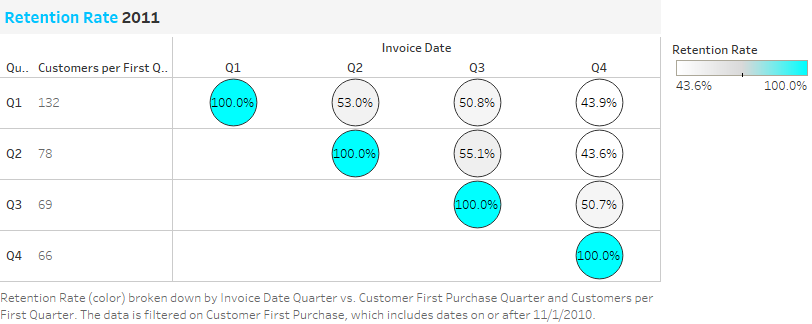 Retention Rate 2011
Invoice Date
Qu.. Customers per First Q.. Q1 Q2 Q3 Q4
Q1 132 100.0% 53.0% 50.8% 43.9%
Q2 78 100.0% 55.1% 43.6%
Q3 69 100.0% 50.7%
Q4 66 100.0%
Retention Rate
43.6% 100.0%
Retention Rate (color) broken down by Invoice Date Quarter vs. Customer First Purchase Quarter and Customers per
First Quarter. The data is filtered on Customer First Purchase, which includes dates on or after 11/1/2010.